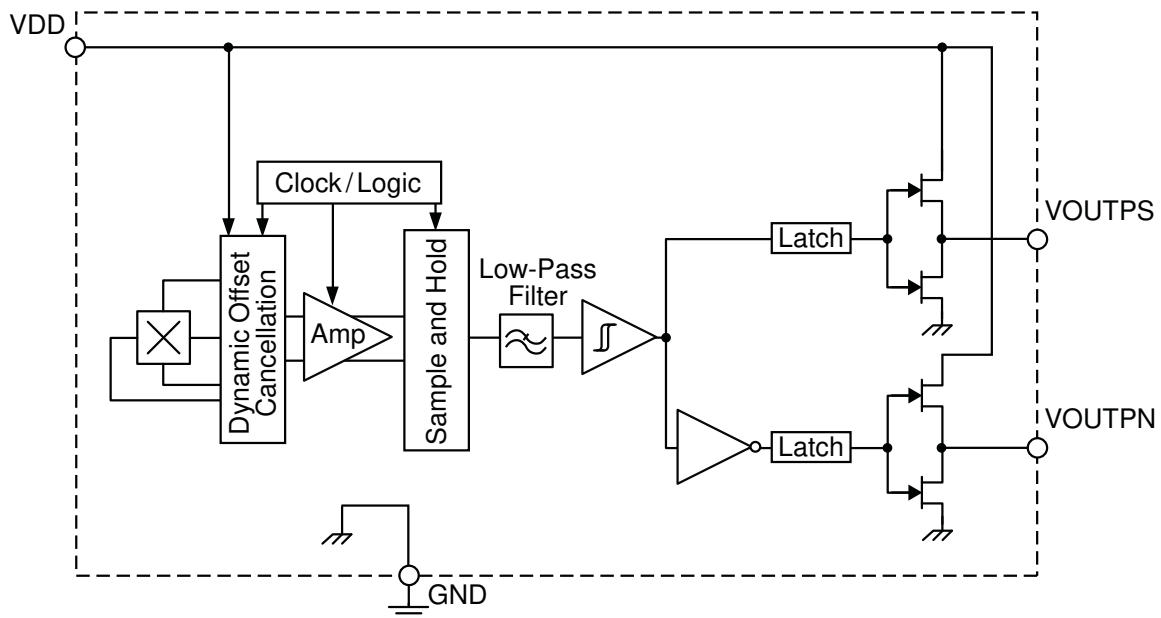 VDD
Clock/Logic
VOUTPS
Latch
Low-Pass
Filter
Dynamic Offset
Cancellation
Amp
Sample and Hold
VOUTPN
Latch
GND